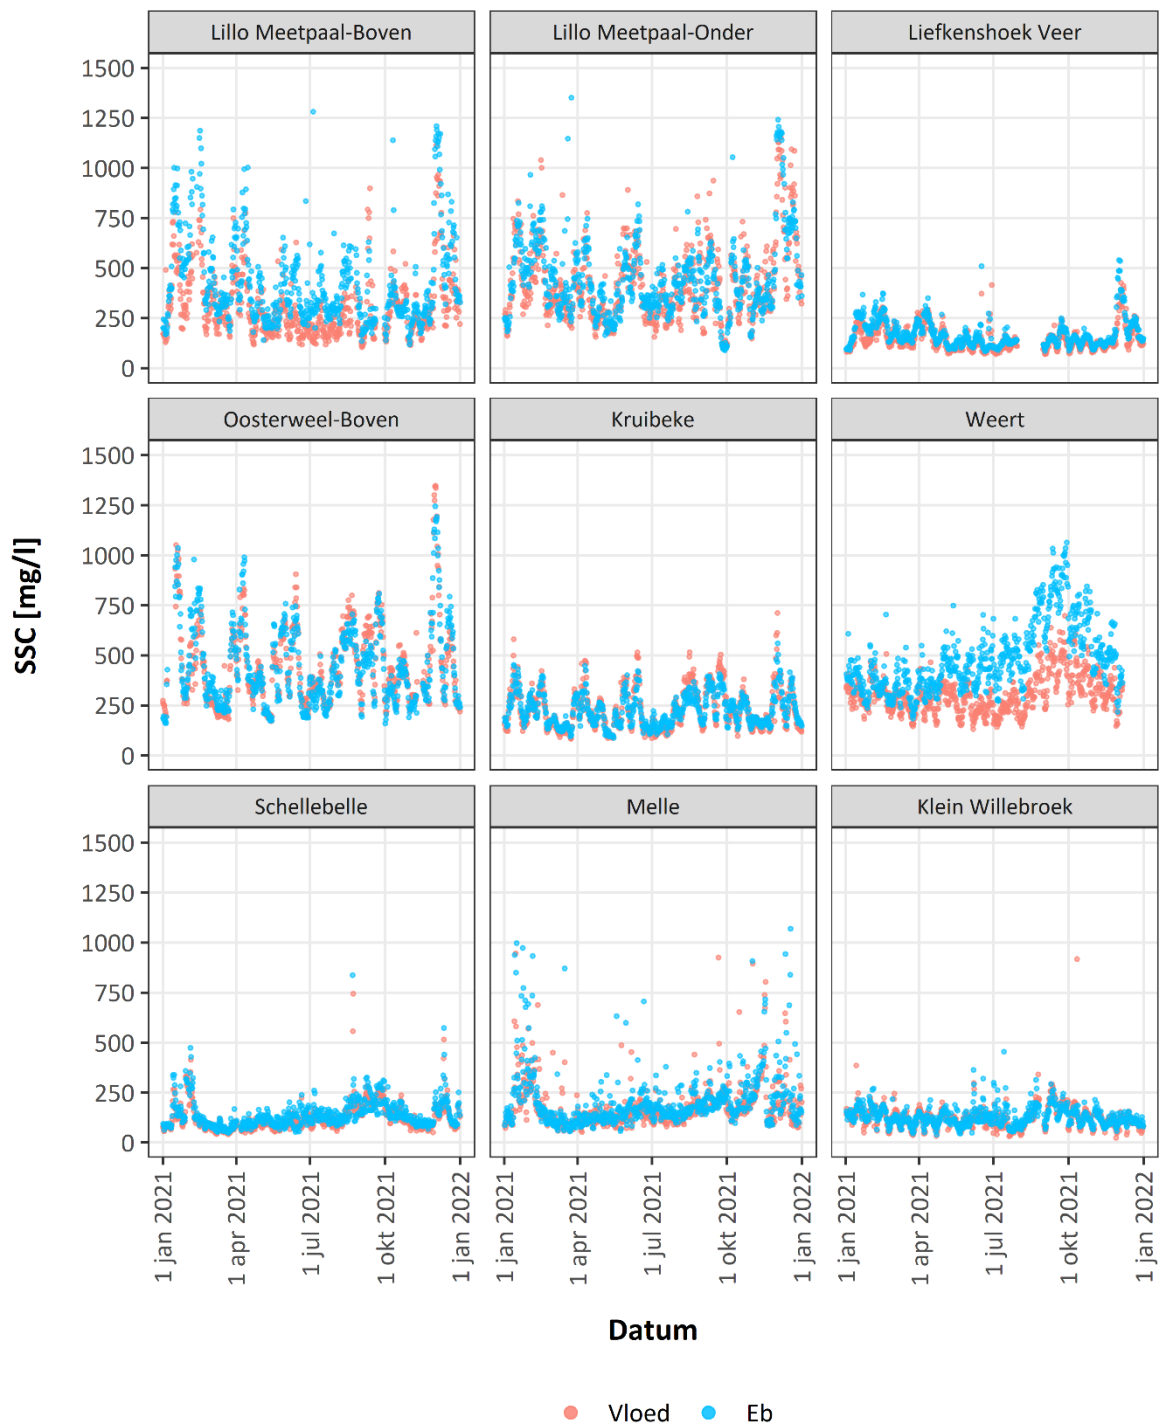 Lillo Meetpaal-Boven
Lillo Meetpaal-Onder
Liefkenshoek Veer
1500
1250
1000
750
500
250
0
Oosterweel-Boven
Kruibeke
Weert
1500
1250
1000
750
500
250
0
SSC [mg/l]
Schellebelle
Melle
Klein Willebroek
1500
1250
1000
750
500
250
0
1 jan 2021
1 apr 2021
1 jul 2021
1 okt 2021
1 jan 2022
1 jan 2021
1 apr 2021
1 jul 2021
1 okt 2021
1 jan 2022
1 jan 2021
1 apr 2021
1 jul 2021
1 okt 2021
1 jan 2022
Datum
Vloed Eb